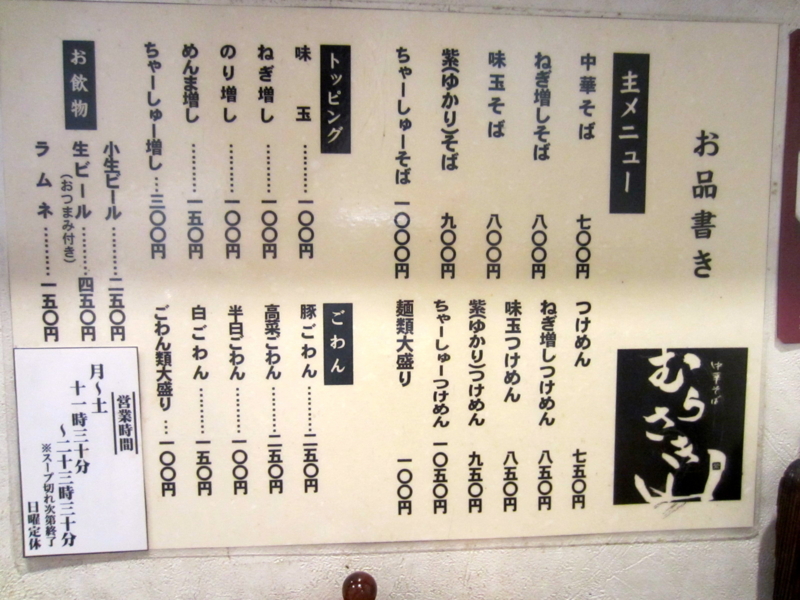 お品書き
中華そば
むらさき山
主メニュー
中華そば 七〇〇円
ねぎ増しそば 八〇〇円
味玉そば 八〇〇円
紫(ゆかり)そば 九〇〇円
ちゃーしゅーそば 一〇〇〇円
つけめん 七五〇円
ねぎ増しつけめん 八五〇円
味玉つけめん 八五〇円
紫(ゆかり)つけめん 九五〇円
ちゃーしゅーつけめん 一〇五〇円
麺類大盛り 一〇〇円
トッピング
味玉………一〇〇円
ねぎ増し………一〇〇円
のり増し………一〇〇円
めんま増し………一五〇円
ちゃーしゅー増し…三〇〇円
ごわん
豚ごわん………二五〇円
高菜ごわん………二五〇円
半白ごわん………一〇〇円
白ごわん………一五〇円
ごわん類大盛り…一〇〇円
お飲物
小生ビール………二五〇円
生ビール………四五〇円
(おつまみ付き)
ラムネ………一五〇円
営業時間
月～土
十一時三十分
～二十三時三十分
※スープ切れ次第終了
日曜定休